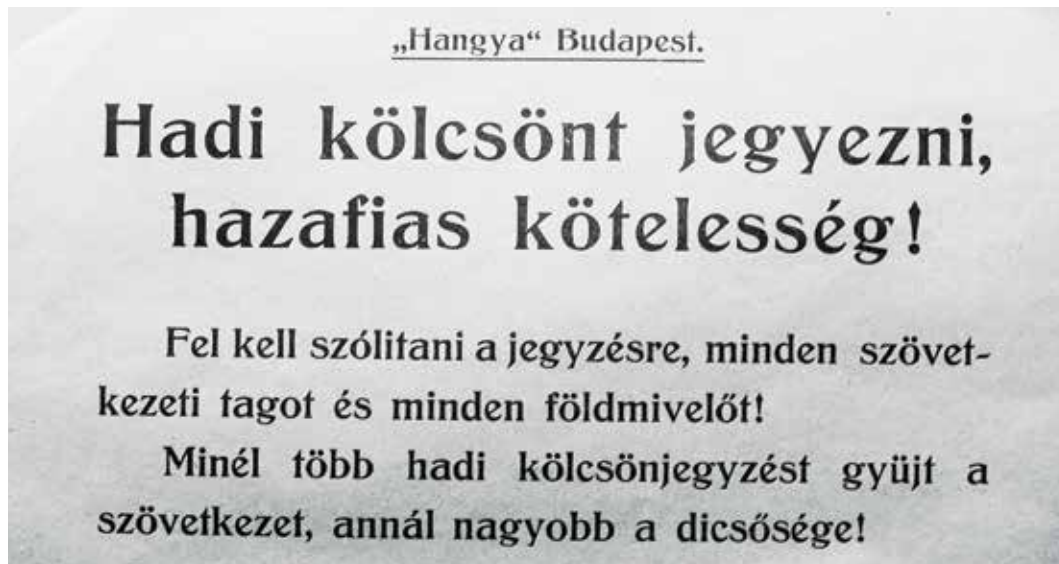 „Hangya“ Budapest.
Hadi kölcsönt jegyezni,
hazafias kötelesség!
Fel kell szólitani a jegyzésre, minden szövet-
kezeti tagot és minden földmivelőt!
Minél több hadi kölcsönjegyzést gyüjt a
szövetkezet, annál nagyobb a dicsősége!